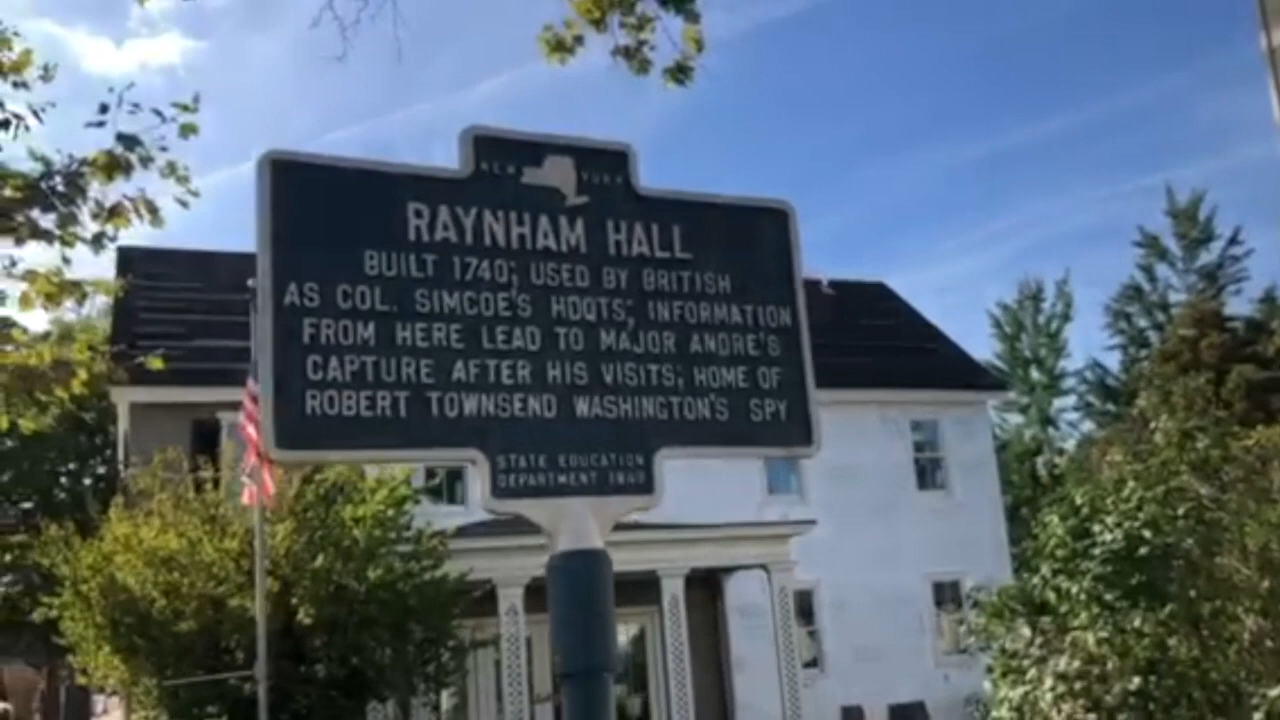 NEW YORK
RAYNHAM HALL
BUILT 1740; USED BY BRITISH
AS COL. SIMCOE'S HDQTS; INFORMATION
FROM HERE LEAD TO MAJOR ANDRE'S
CAPTURE AFTER HIS VISITS; HOME OF
ROBERT TOWNSEND WASHINGTON'S SPY
STATE EDUCATION
DEPARTMENT